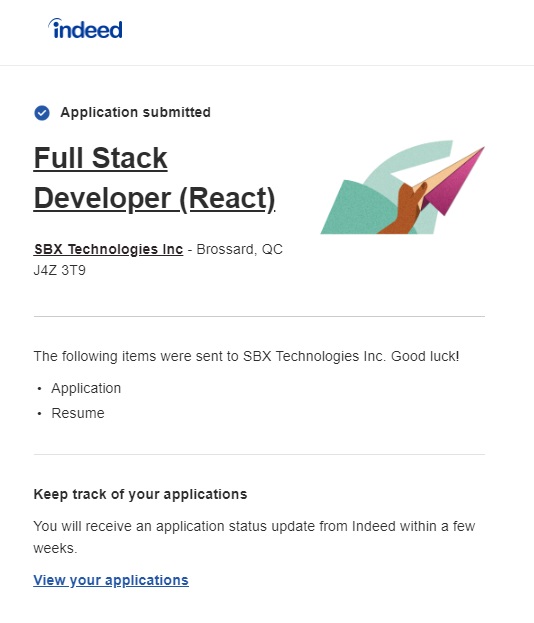 indeed
Application submitted
Full Stack
Developer (React)
SBX Technologies Inc - Brossard, QC
J4Z 3T9
The following items were sent to SBX Technologies Inc. Good luck!
• Application
• Resume
Keep track of your applications
You will receive an application status update from Indeed within a few
weeks.
View your applications